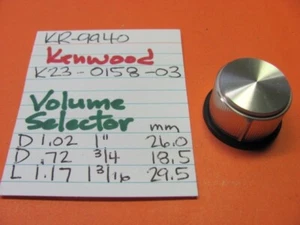 KR-9940
Kenwood
K23-0158-03
Volume
Selector mm
D 1.02 1" 26.0
D .72 3/4 18.5
L 1.17 1 3/16 29.5